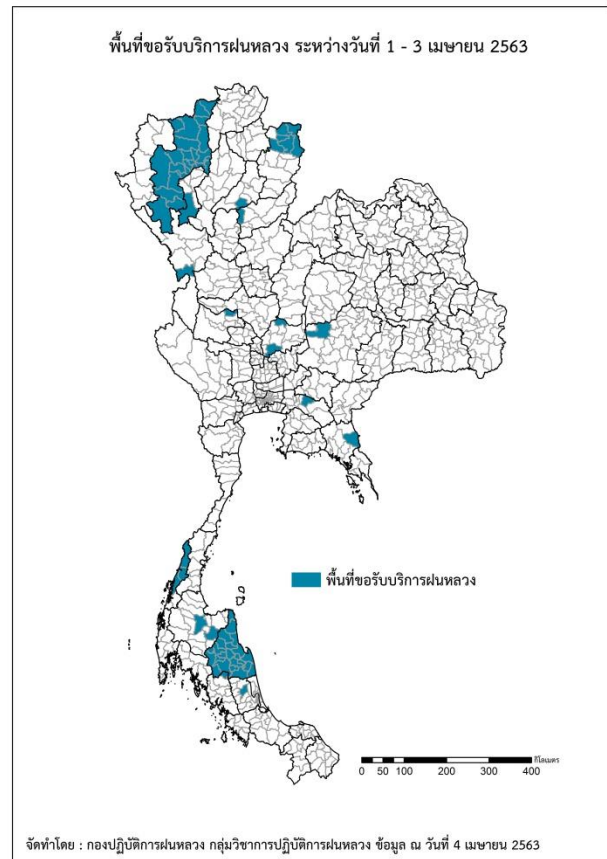 พื้นที่ขอรับบริการฝนหลวง ระหว่างวันที่ 1 - 3 เมษายน 2563
พื้นที่ขอรับบริการฝนหลวง
กิโลเมตร
0 50 100 200 300 400
จัดทำโดย : กองปฏิบัติการฝนหลวง กลุ่มวิชาการปฏิบัติการฝนหลวง ข้อมูล ณ วันที่ 4 เมษายน 2563